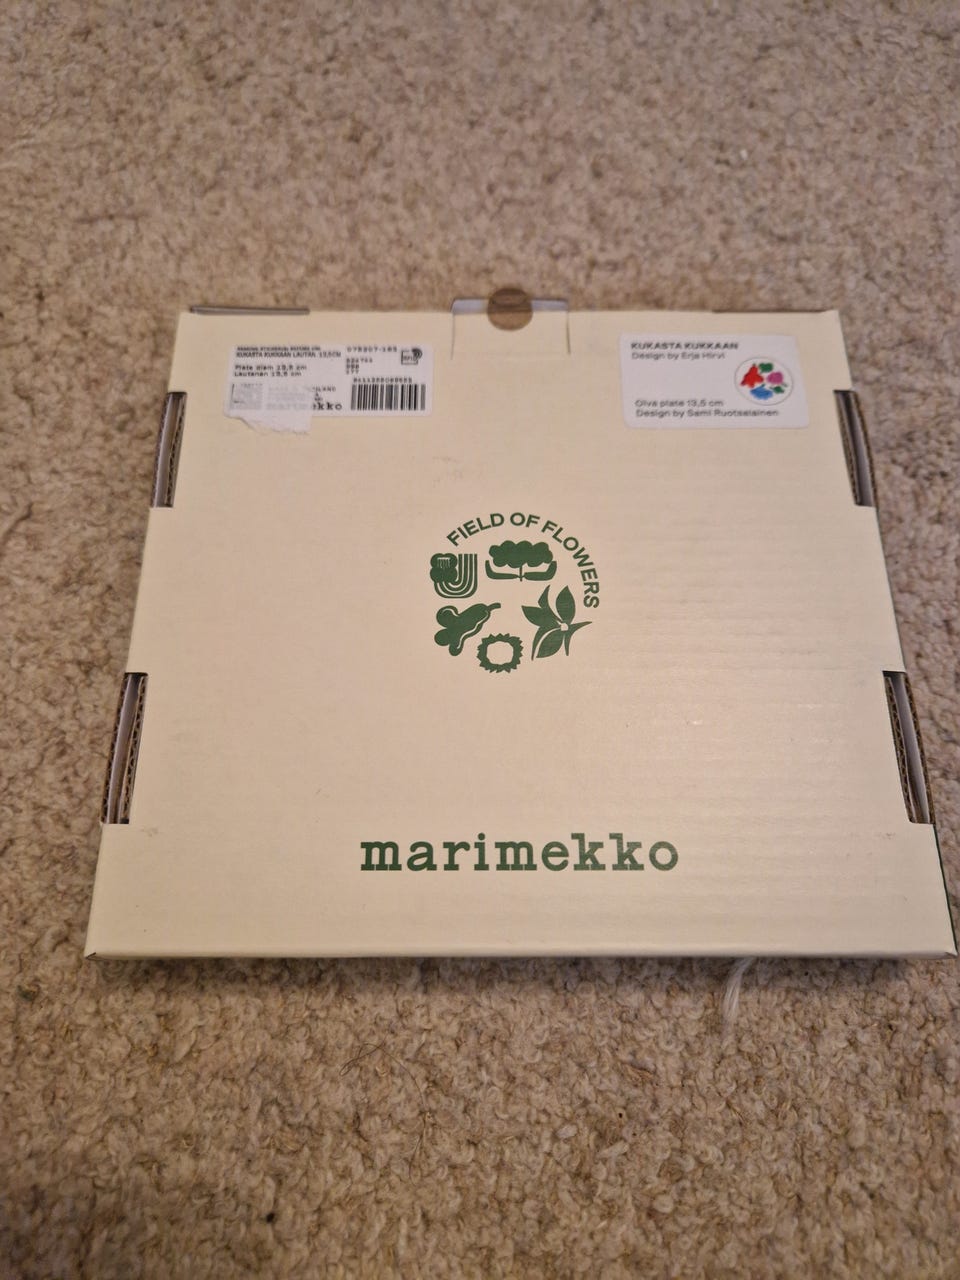 KUKASTA KUKKAAN LAUTAN. 13,5CM
Plate diam 13,5 cm
Lautanen 13,5 cm
marimekko
KUKASTA KUKKAAN
Design by Erja Hirvi
Oiva plate 13,5 cm
Design by Sami Ruotsalainen
FIELD OF FLOWERS
marimekko